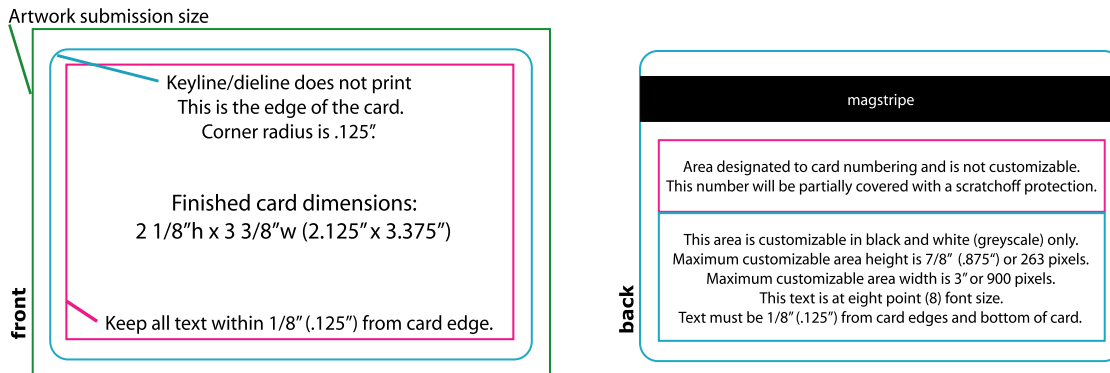 Artwork submission size
Keyline/dieline does not print
This is the edge of the card.
Corner radius is .125”.
Finished card dimensions:
2 1/8”h x 3 3/8”w (2.125” x 3.375”)
Keep all text within 1/8” (.125”) from card edge.
front
magstripe
Area designated to card numbering and is not customizable.
This number will be partially covered with a scratchoff protection.
This area is customizable in black and white (greyscale) only.
Maximum customizable area height is 7/8” (.875“) or 263 pixels.
Maximum customizable area width is 3” or 900 pixels.
This text is at eight point (8) font size.
Text must be 1/8” (.125”) from card edges and bottom of card.
back